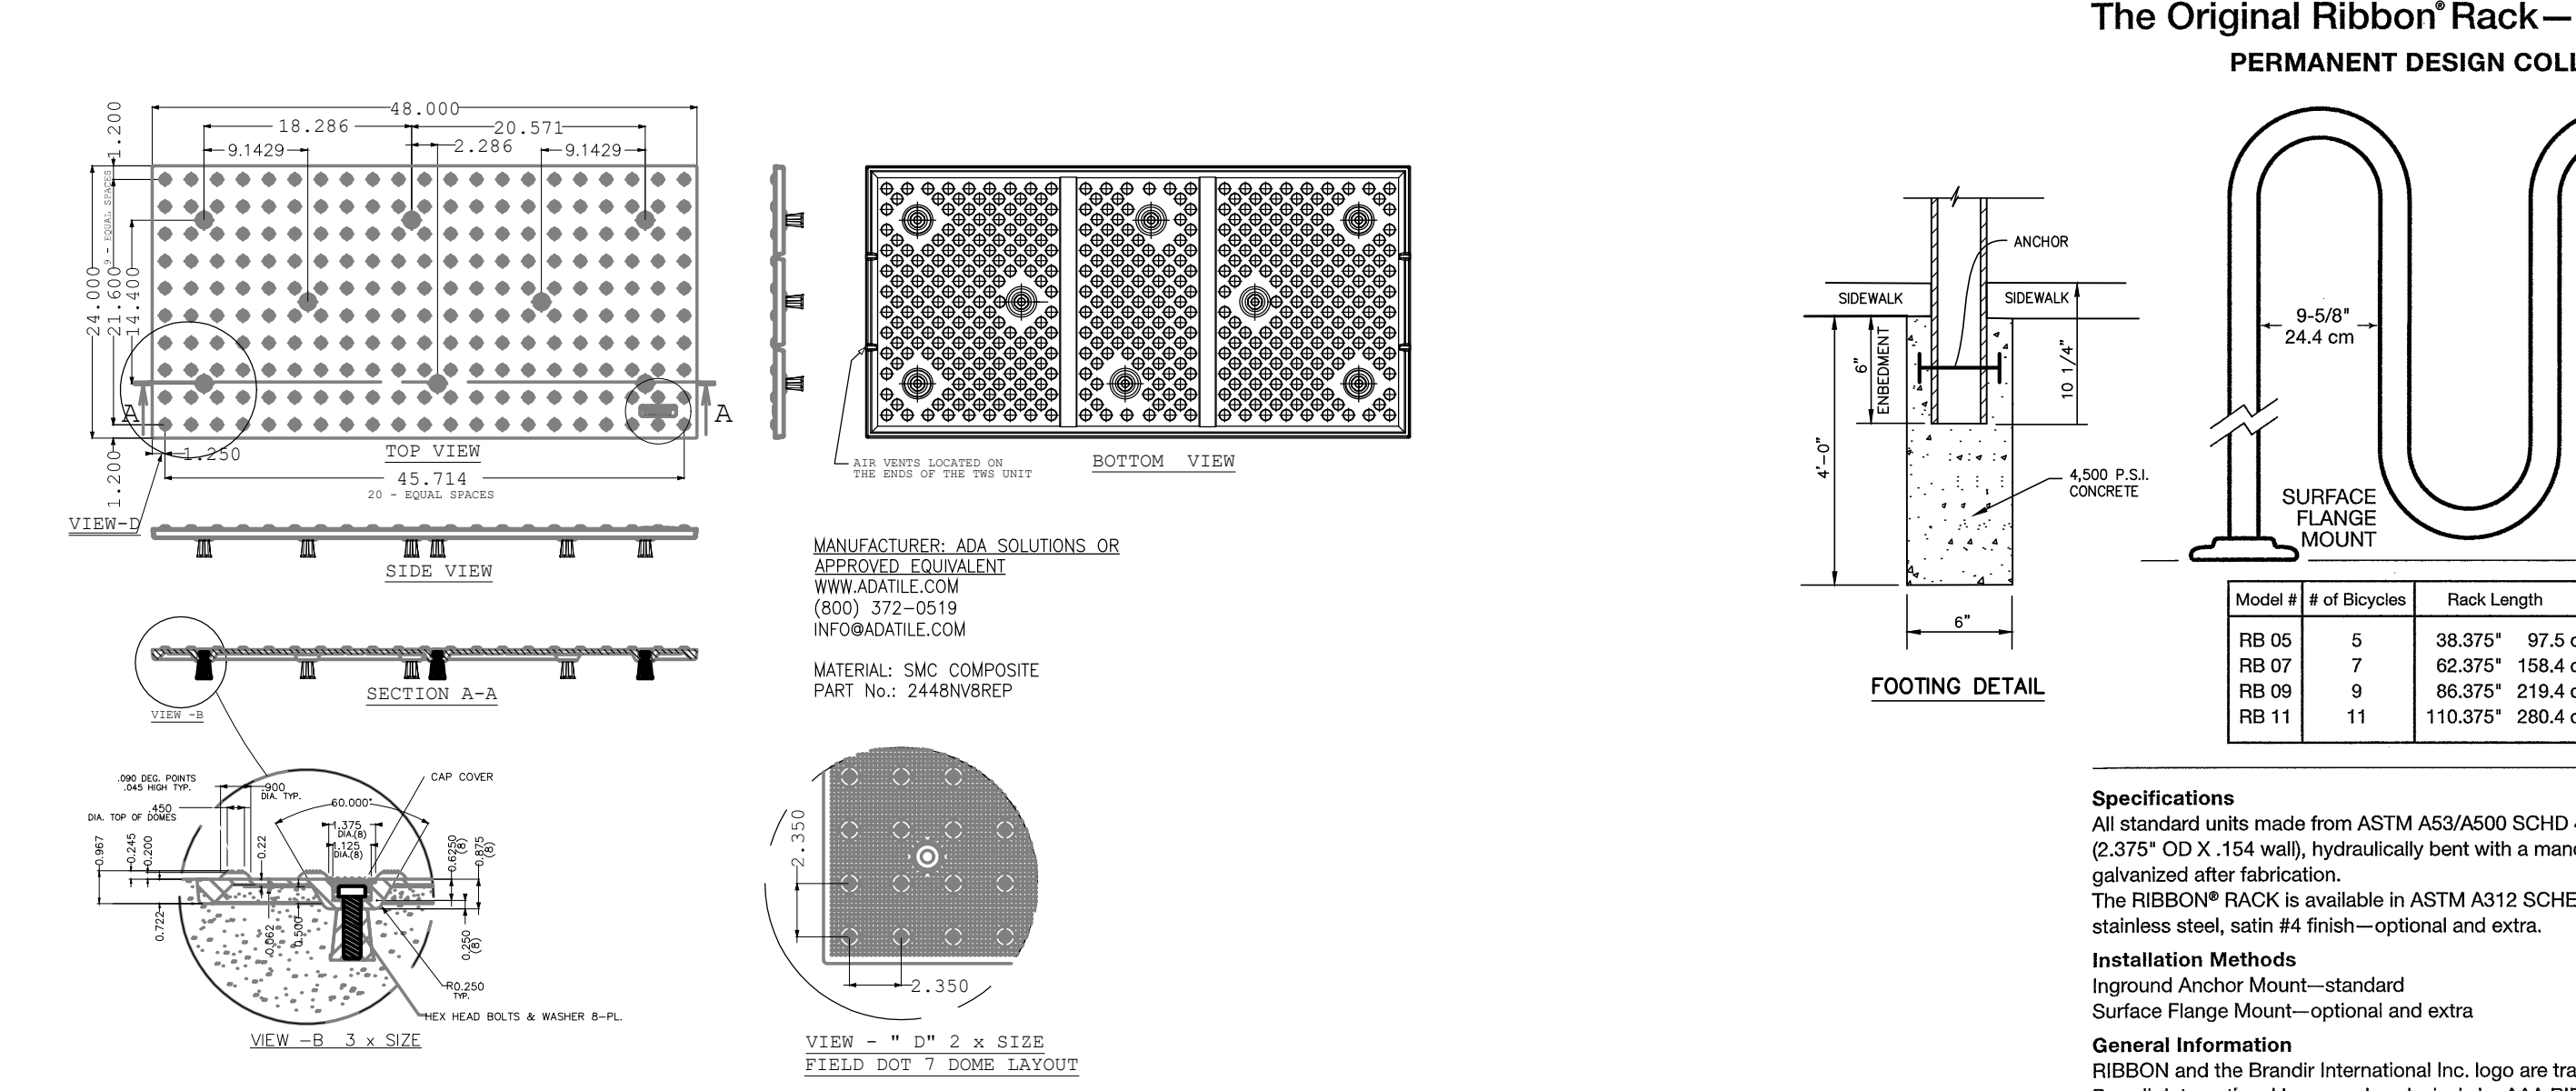 48.000
18.286
20.571
2.286
9.1429
9.1429
1.200
9 - EQUAL SPACES
24.000
21.600
14.400
A
A
1.250
1.200
TOP VIEW
45.714
20 - EQUAL SPACES
VIEW-D
SIDE VIEW
SECTION A-A
VIEW -B
AIR VENTS LOCATED ON
THE ENDS OF THE TWS UNIT
BOTTOM VIEW
MANUFACTURER: ADA SOLUTIONS OR
APPROVED EQUIVALENT
WWW.ADATILE.COM
(800) 372-0519
INFO@ADATILE.COM
MATERIAL: SMC COMPOSITE
PART No.: 2448NV8REP
.090 DEG. POINTS
.045 HIGH TYP.
.900
DIA. TYP.
.450
DIA. TOP OF DOMES
CAP COVER
60.000°
1.375
DIA.(8)
1.125
DIA.(8)
0.967
0.245
0.200
0.22
0.6250
(8)
0.875
(8)
0.722
0.062
0.500
0.250
(8)
R0.250
TYP.
HEX HEAD BOLTS & WASHER 8-PL.
VIEW -B 3 x SIZE
2.350
2.350
VIEW - " D" 2 x SIZE
FIELD DOT 7 DOME LAYOUT
ANCHOR
SIDEWALK
SIDEWALK
6"
ENBEDMENT
10 1/4"
4'-0"
4,500 P.S.I.
CONCRETE
6"
FOOTING DETAIL
The Original Ribbon® Rack—
PERMANENT DESIGN COLL
9-5/8"
24.4 cm
SURFACE
FLANGE
MOUNT
Model # # of Bicycles Rack Length
RB 05 5 38.375" 97.5 c
RB 07 7 62.375" 158.4 c
RB 09 9 86.375" 219.4 c
RB 11 11 110.375" 280.4 c
Specifications
All standard units made from ASTM A53/A500 SCHD
(2.375" OD X .154 wall), hydraulically bent with a mand
galvanized after fabrication.
The RIBBON® RACK is available in ASTM A312 SCHE
stainless steel, satin #4 finish—optional and extra.
Installation Methods
Inground Anchor Mount—standard
Surface Flange Mount—optional and extra
General Information
RIBBON and the Brandir International Inc. logo are tra